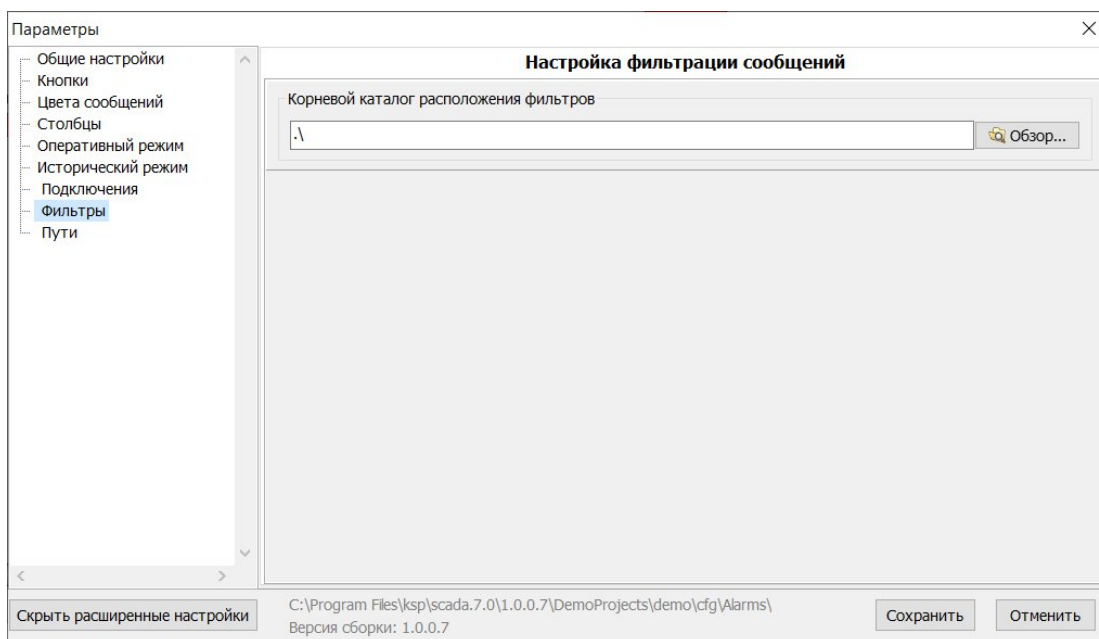 Параметры
Общие настройки
Кнопки
Цвета сообщений
Столбцы
Оперативный режим
Исторический режим
Подключения
Фильтры
Пути
Настройка фильтрации сообщений
Корневой каталог расположения фильтров
.\
Обзор...
Скрыть расширенные настройки
C:\Program Files\ksp\scada.7.0\1.0.0.7\DemoProjects\demo\cfg\Alarms\
Версия сборки: 1.0.0.7
Сохранить
Отменить